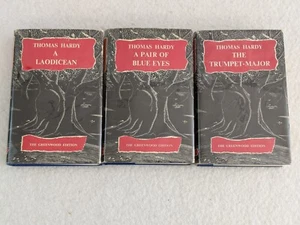 THOMAS HARDY
A
LAODICEAN
THE GREENWOOD EDITION
THOMAS HARDY
A PAIR OF
BLUE EYES
THE GREENWOOD EDITION
THOMAS HARDY
THE
TRUMPET-MAJOR
THE GREENWOOD EDITION